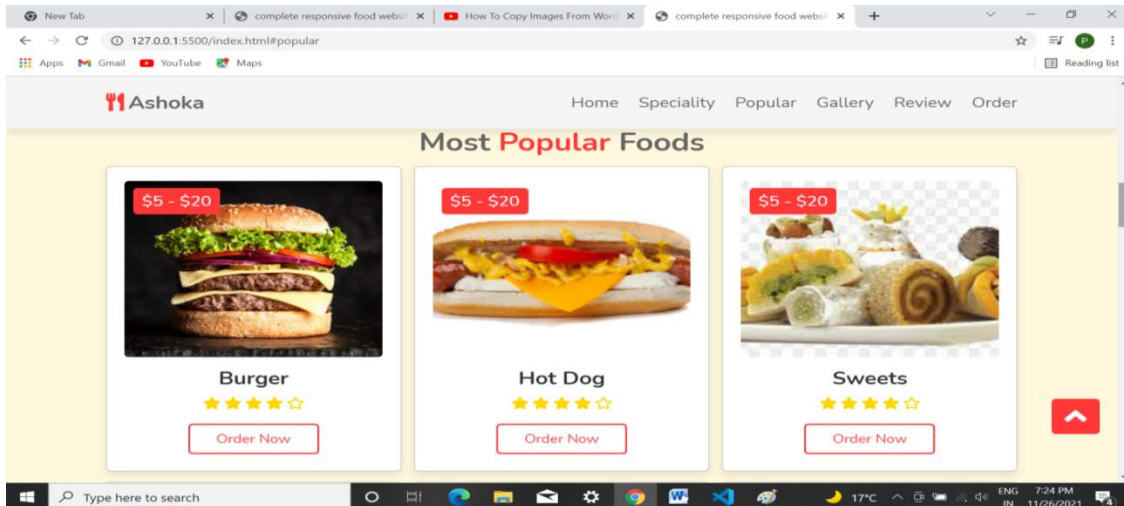 New Tab
complete responsive food websit
How To Copy Images From Word
complete responsive food websit
127.0.0.1:5500/index.html#popular
P
Apps Gmail YouTube Maps Reading list
Ashoka
Home Speciality Popular Gallery Review Order
Most Popular Foods
$5 - $20
$5 - $20
$5 - $20
Burger
Hot Dog
Sweets
Order Now
Order Now
Order Now
Type here to search
17°C
ENG
IN
7:24 PM
11/26/2021
4